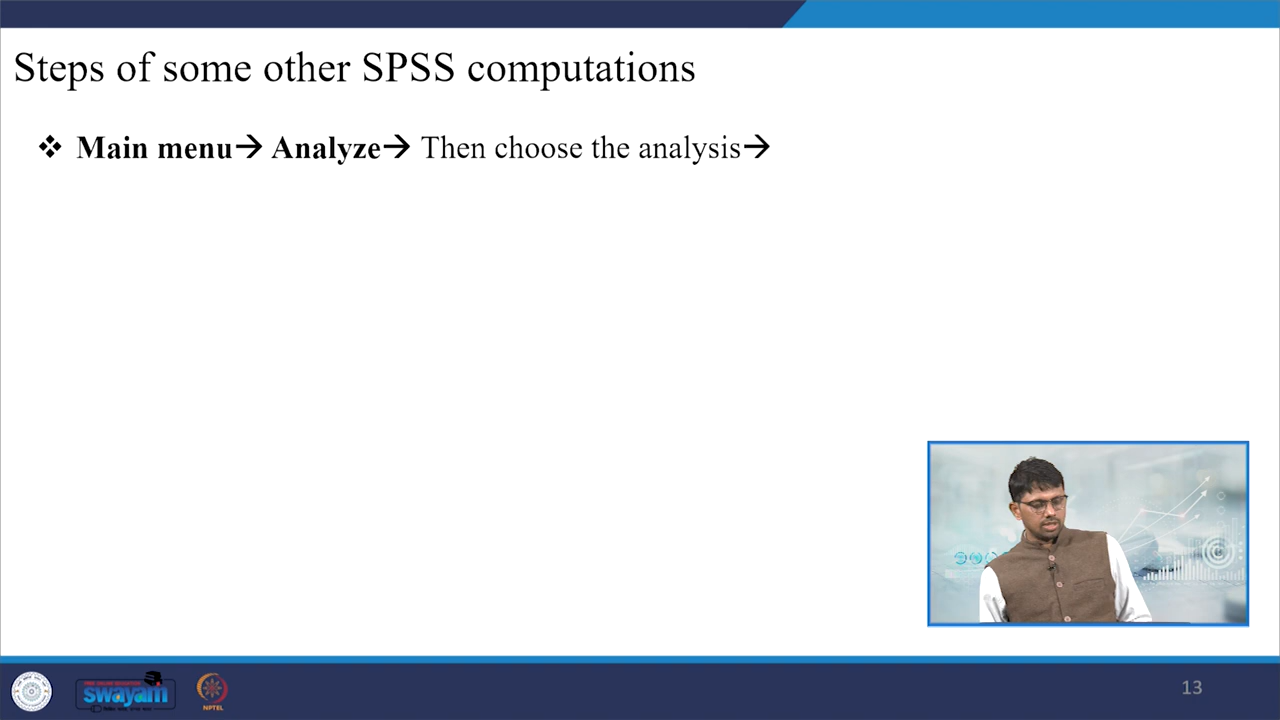 Steps of some other SPSS computations
❖ Main menu→ Analyze→ Then choose the analysis→
swayam
NPTEL
13